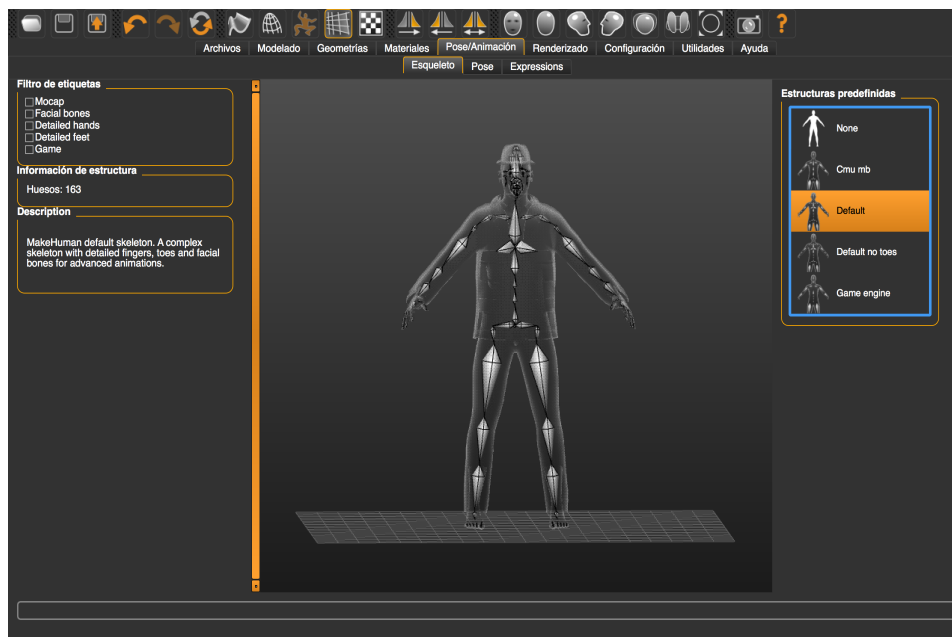 Archivos Modelado Geometrías Materiales Pose/Animación Renderizado Configuración Utilidades Ayuda
Esqueleto Pose Expressions
Filtro de etiquetas
Mocap
Facial bones
Detailed hands
Detailed feet
Game
Información de estructura
Huesos: 163
Description
MakeHuman default skeleton. A complex
skeleton with detailed fingers, toes and facial
bones for advanced animations.
Estructuras predefinidas
None
Cmu mb
Default
Default no toes
Game engine